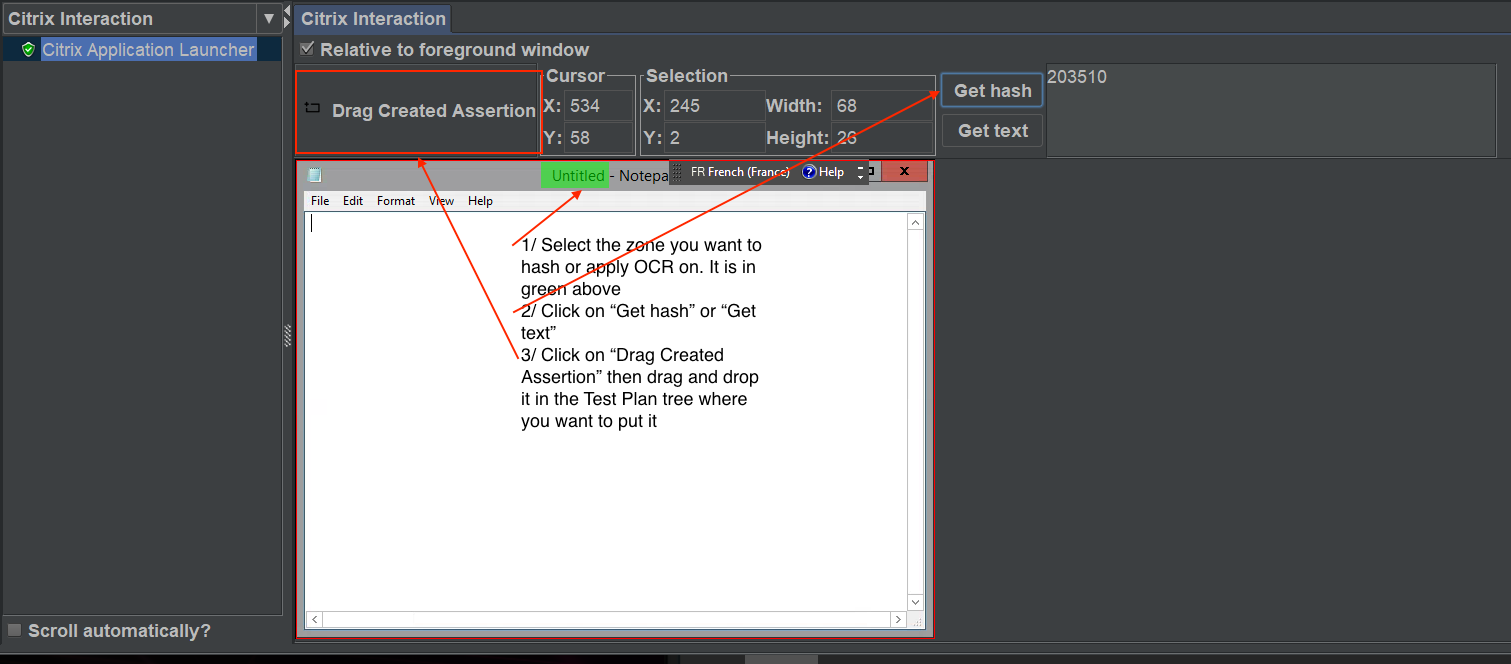 Citrix Interaction
Citrix Application Launcher
Scroll automatically?
Citrix Interaction
Relative to foreground window
Drag Created Assertion
Cursor
X: 534
Y: 58
Selection
X: 245 Width: 68
Y: 2 Height: 26
Get hash
Get text
203510
Untitled - Notepa
FR French (France) Help
X
File Edit Format View Help
1/ Select the zone you want to
hash or apply OCR on. It is in
green above
2/ Click on “Get hash” or “Get
text”
3/ Click on “Drag Created
Assertion” then drag and drop
it in the Test Plan tree where
you want to put it